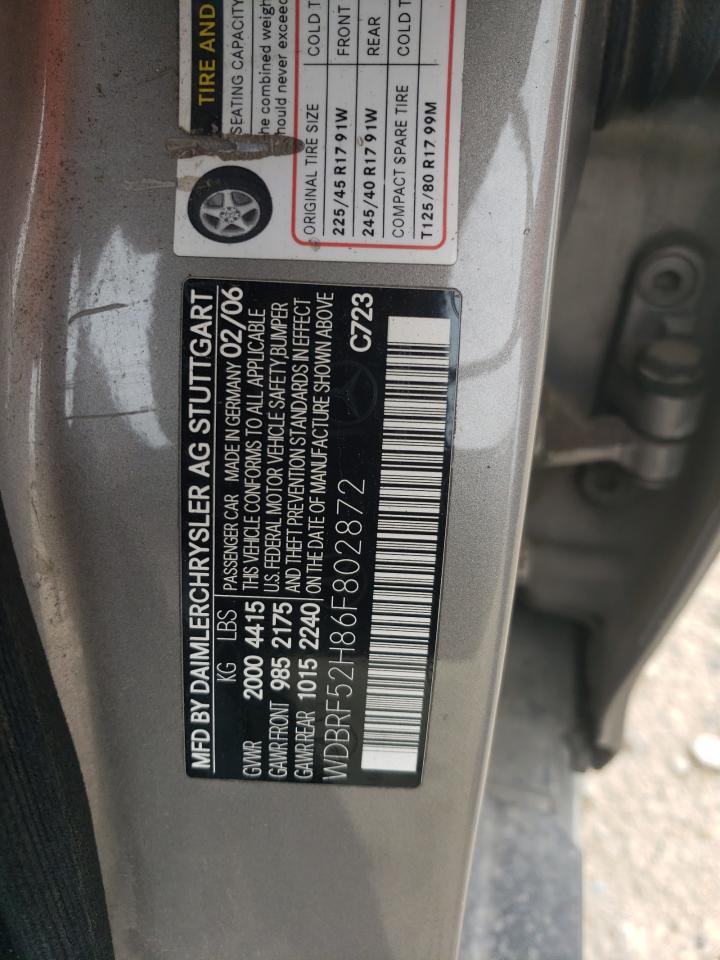 TIRE AND
SEATING CAPACITY
he combined weigh
hould never exceed
ORIGINAL TIRE SIZE COLD T
225/45 R17 91W FRONT
245/40 R17 91W REAR
COMPACT SPARE TIRE COLD T
T125/80 R17 99M
MFD BY DAIMLERCHRYSLER AG STUTTGART
KG LBS PASSENGER CAR MADE IN GERMANY 02/06
GVWR 2000 4415 THIS VEHICLE CONFORMS TO ALL APPLICABLE
GAWR FRONT 985 2175 U.S. FEDERAL MOTOR VEHICLE SAFETY,BUMPER
GAWR REAR 1015 2240 AND THEFT PREVENTION STANDARDS IN EFFECT
ON THE DATE OF MANUFACTURE SHOWN ABOVE
WDBRF52H86F802872 C723